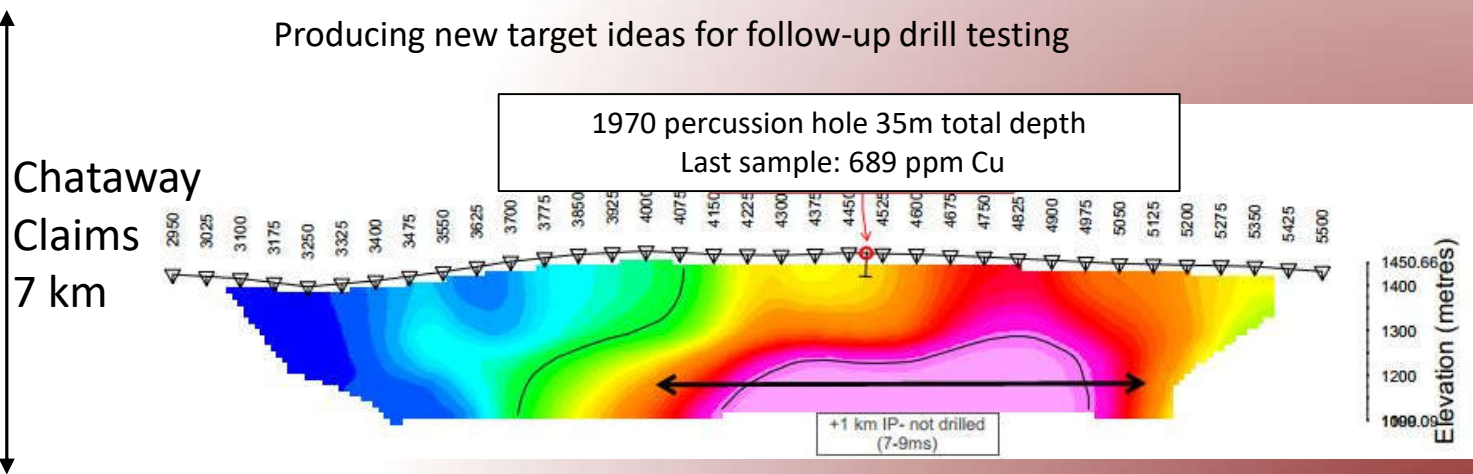 Producing new target ideas for follow-up drill testing
1970 percussion hole 35m total depth
Last sample: 689 ppm Cu
Chataway
Claims
7 km
2950 3025 3100 3175 3250 3325 3400 3475 3550 3625 3700 3775 3850 3925 4000 4075 4150 4225 4300 4375 4450 4525 4600 4675 4750 4825 4900 4975 5050 5125 5200 5275 5350 5425 5500
1450.66
1400
1300
1200
1099.09
Elevation (metres)
+1 km IP- not drilled
(7-9ms)